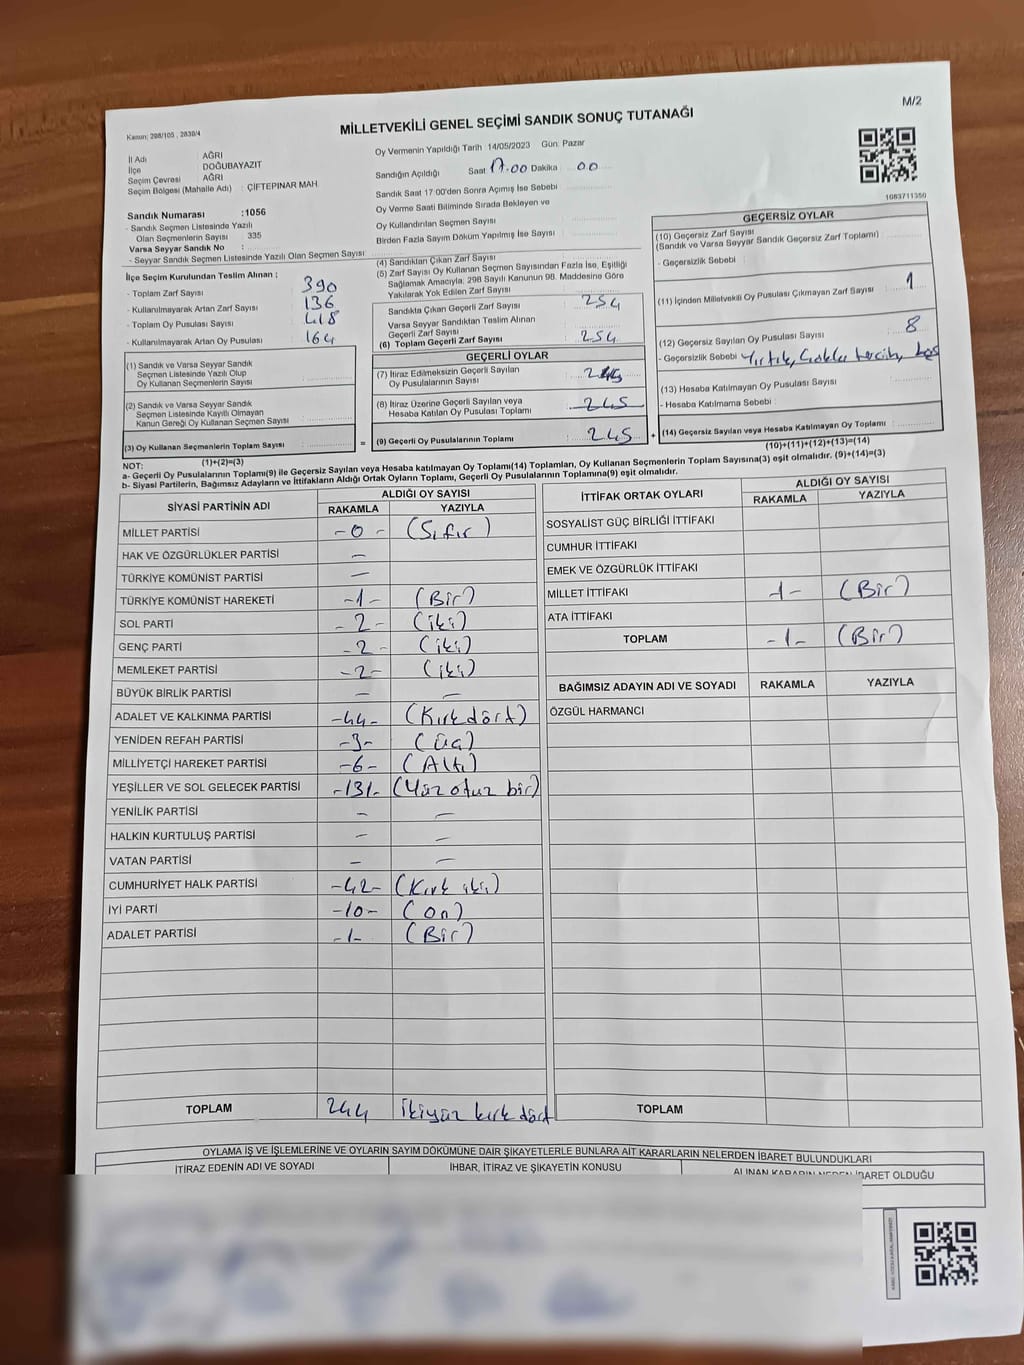 M/2
MİLLETVEKİLİ GENEL SEÇİMİ SANDIK SONUÇ TUTANAĞI
Kanun: 298/105 , 2839/4
İl Adı : AĞRI
İlçe : DOĞUBAYAZIT
Seçim Çevresi : AĞRI
Seçim Bölgesi (Mahalle Adı) : ÇİFTEPINAR MAH.
Sandık Numarası :1056
- Sandık Seçmen Listesinde Yazılı
Olan Seçmenlerin Sayısı : 335
Varsa Seyyar Sandık No :
- Seyyar Sandık Seçmen Listesinde Yazılı Olan Seçmen Sayısı :
Oy Vermenin Yapıldığı Tarih : 14/05/2023 Gün: Pazar
Sandığın Açıldığı Saat 17.00 Dakika : 00
Sandık Saat 17:00'den Sonra Açımış İse Sebebi
Oy Verme Saati Bitiminde Sırada Bekleyen ve
Oy Kullandırılan Seçmen Sayısı
Birden Fazla Sayım Döküm Yapılmış İse Sayısı
1083711350
İlçe Seçim Kurulundan Teslim Alınan ;
- Toplam Zarf Sayısı : 390
- Kullanılmayarak Artan Zarf Sayısı : 136
- Toplam Oy Pusulası Sayısı : 418
- Kullanılmayarak Artan Oy Pusulası : 164
(1) Sandık ve Varsa Seyyar Sandık
Seçmen Listesinde Yazılı Olup
Oy Kullanan Seçmenlerin Sayısı :
(2) Sandık ve Varsa Seyyar Sandık
Seçmen Listesinde Kayıtlı Olmayan
Kanun Gereği Oy Kullanan Seçmen Sayısı :
(3) Oy Kullanan Seçmenlerin Toplam Sayısı :
(1)+(2)=(3)
(4) Sandıktan Çıkan Zarf Sayısı
(5) Zarf Sayısı Oy Kullanan Seçmen Sayısından Fazla İse, Eşitliği
Sağlamak Amacıyla, 298 Sayılı Kanunun 98. Maddesine Göre
Yakılarak Yok Edilen Zarf Sayısı :
Sandıkta Çıkan Geçerli Zarf Sayısı : 254
Varsa Seyyar Sandıktan Teslim Alınan
Geçerli Zarf Sayısı :
(6) Toplam Geçerli Zarf Sayısı : 254
GEÇERLİ OYLAR
(7) İtiraz Edilmeksizin Geçerli Sayılan
Oy Pusulalarının Sayısı :
(8) İtiraz Üzerine Geçerli Sayılan veya
Hesaba Katılan Oy Pusulası Toplamı : 245
= (9) Geçerli Oy Pusulalarının Toplamı : 245 +
GEÇERSİZ OYLAR
(10) Geçersiz Zarf Sayısı
(Sandık ve Varsa Seyyar Sandık Geçersiz Zarf Toplamı) :
- Geçersizlik Sebebi :
(11) İçinden Milletvekili Oy Pusulası Çıkmayan Zarf Sayısı : 1
(12) Geçersiz Sayılan Oy Pusulası Sayısı : 8
- Geçersizlik Sebebi : Yırtık, Çoklu tercih, boş
(13) Hesaba Katılmayan Oy Pusulası Sayısı :
- Hesaba Katılmama Sebebi :
(14) Geçersiz Sayılan veya Hesaba Katılmayan Oy Toplamı :
(10)+(11)+(12)+(13)=(14)
NOT:
a- Geçerli Oy Pusulalarının Toplamı(9) ile Geçersiz Sayılan veya Hesaba katılmayan Oy Toplamı(14) Toplamları, Oy Kullanan Seçmenlerin Toplam Sayısına(3) eşit olmalıdır. (9)+(14)=(3)
b- Siyasi Partilerin, Bağımsız Adayların ve İttifakların Aldığı Ortak Oyların Toplamı, Geçerli Oy Pusulalarının Toplamına(9) eşit olmalıdır.
SİYASİ PARTİNİN ADI ALDIĞI OY SAYISI
RAKAMLA YAZIYLA
MİLLET PARTİSİ -0- (Sıfır)
HAK VE ÖZGÜRLÜKLER PARTİSİ —
TÜRKİYE KOMÜNİST PARTİSİ —
TÜRKİYE KOMÜNİST HAREKETİ -1- (Bir)
SOL PARTİ -2- (iki)
GENÇ PARTİ -2- (iki)
MEMLEKET PARTİSİ -2- (iki)
BÜYÜK BİRLİK PARTİSİ — —
ADALET VE KALKINMA PARTİSİ -44- (Kırk dört)
YENİDEN REFAH PARTİSİ -3- (Üç)
MİLLİYETÇİ HAREKET PARTİSİ -6- (Altı)
YEŞİLLER VE SOL GELECEK PARTİSİ -131- (Yüz otuz bir)
YENİLİK PARTİSİ — —
HALKIN KURTULUŞ PARTİSİ — —
VATAN PARTİSİ — —
CUMHURİYET HALK PARTİSİ -42- (Kırk iki)
İYİ PARTİ -10- (on)
ADALET PARTİSİ -1- (Bir)
TOPLAM 244 İkiyüz kırk dört
İTTİFAK ORTAK OYLARI ALDIĞI OY SAYISI
RAKAMLA YAZIYLA
SOSYALİST GÜÇ BİRLİĞİ İTTİFAKI
CUMHUR İTTİFAKI
EMEK VE ÖZGÜRLÜK İTTİFAKI
MİLLET İTTİFAKI -1- (Bir)
ATA İTTİFAKI
TOPLAM -1- (Bir)
BAĞIMSIZ ADAYIN ADI VE SOYADI RAKAMLA YAZIYLA
ÖZGÜL HARMANCI
TOPLAM
OYLAMA İŞ VE İŞLEMLERİNE VE OYLARIN SAYIM DÖKÜMÜNE DAİR ŞİKAYETLERLE BUNLARA AİT KARARLARIN NELERDEN İBARET BULUNDUKLARI
İTİRAZ EDENİN ADI VE SOYADI İHBAR, İTİRAZ VE ŞİKAYETİN KONUSU ALINAN KARARIN NEDEN İBARET OLDUĞU